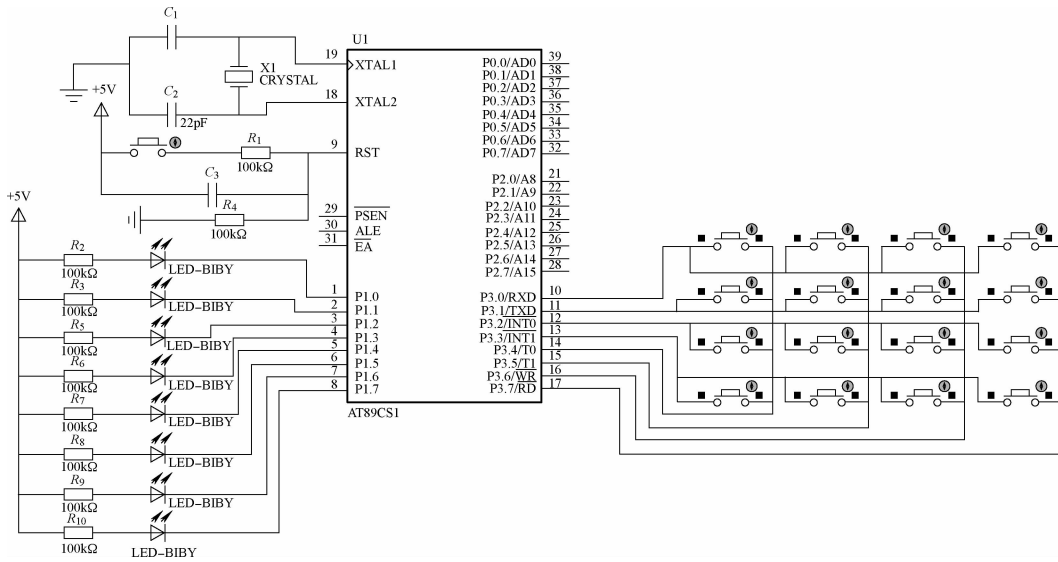 C1
U1
19
XTAL1
X1
CRYSTAL
+5V
C2
22pF
18
XTAL2
R1
100kΩ
9
RST
C3
R4
100kΩ
29
PSEN
30
ALE
31
EA
P0.0/AD0
39
P0.1/AD1
38
P0.2/AD2
37
P0.3/AD3
36
P0.4/AD4
35
P0.5/AD5
34
P0.6/AD6
33
P0.7/AD7
32
P2.0/A8
21
P2.1/A9
22
P2.2/A10
23
P2.3/A11
24
P2.4/A12
25
P2.5/A13
26
P2.6/A14
27
P2.7/A15
28
+5V
R2
100kΩ
LED-BIBY
1
P1.0
R3
100kΩ
LED-BIBY
2
P1.1
R5
100kΩ
LED-BIBY
3
P1.2
R6
100kΩ
LED-BIBY
4
P1.3
R7
100kΩ
LED-BIBY
5
P1.4
R8
100kΩ
LED-BIBY
6
P1.5
R9
100kΩ
LED-BIBY
7
P1.6
R10
100kΩ
LED-BIBY
8
P1.7
P3.0/RXD
10
P3.1/TXD
11
P3.2/INT0
12
P3.3/INT1
13
P3.4/T0
14
P3.5/T1
15
P3.6/WR
16
P3.7/RD
17
AT89CS1